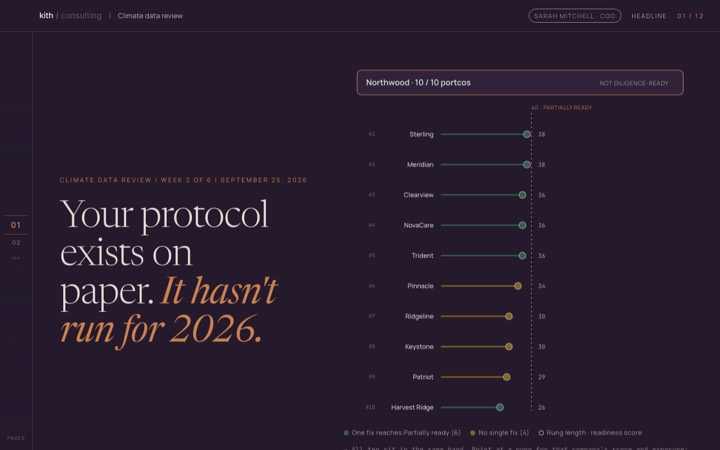 kith / consulting | Climate data review
SARAH MITCHELL · COO
HEADLINE
01 / 12
Northwood · 10 / 10 portcos
NOT DILIGENCE-READY
40 · PARTIALLY READY
#1 Sterling 38
#2 Meridian 38
#3 Clearview 36
#4 NovaCare 36
#5 Trident 36
#6 Pinnacle 34
#7 Ridgeline 30
#8 Keystone 30
#9 Patriot 29
#10 Harvest Ridge 26
CLIMATE DATA REVIEW | WEEK 2 OF 6 | SEPTEMBER 25, 2026
Your protocol
exists on
paper. It hasn't
run for 2026.
01
02
PAGES
One fix reaches Partially ready (6)
No single fix (4)
Rung length · readiness score